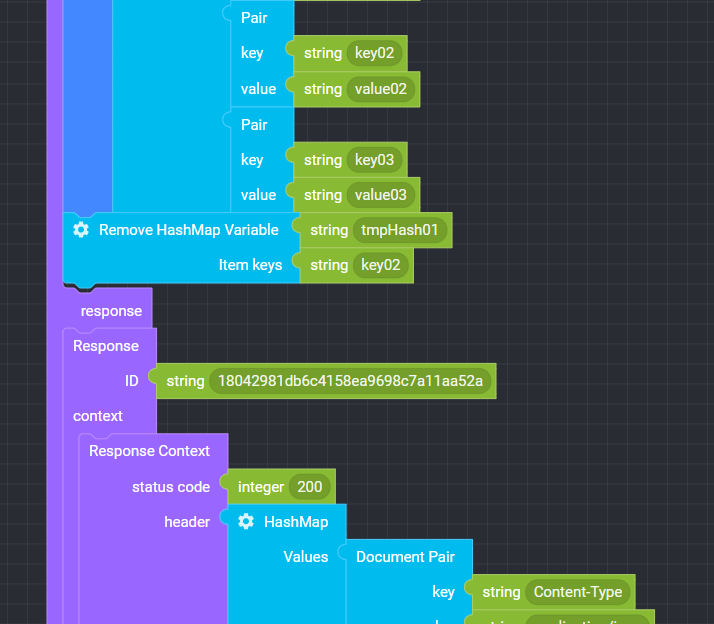 Pair
key string key02
value string value02
Pair
key string key03
value string value03
Remove HashMap Variable string tmpHash01
Item keys string key02
response
Response
ID string 18042981db6c4158ea9698c7a11aa52a
context
Response Context
status code integer 200
header HashMap
Values Document Pair
key string Content-Type